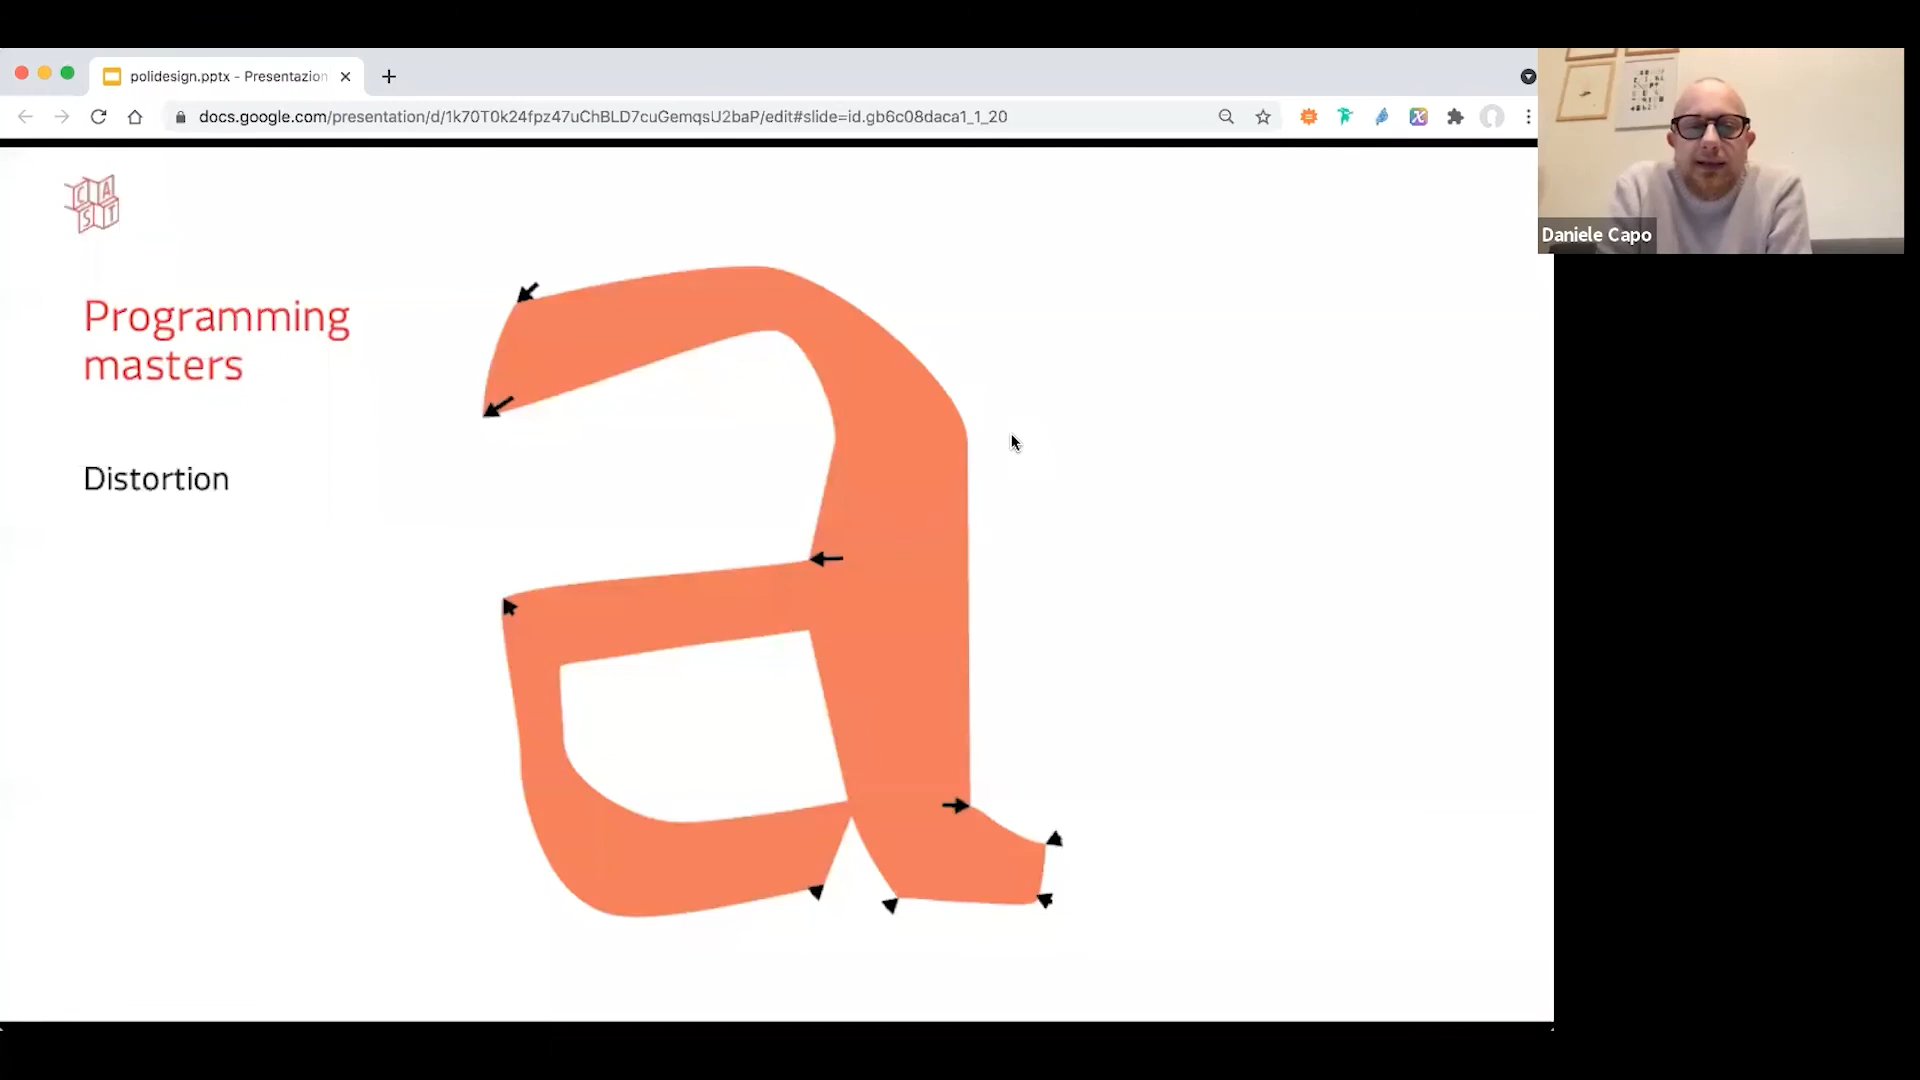 polidesign.pptx - Presentazion
docs.google.com/presentation/d/1k70T0k24fpz47uChBLD7cuGemqsU2baP/edit#slide=id.gb6c08daca1_1_20
C A
S T
Programming
masters
Distortion
a
Daniele Capo